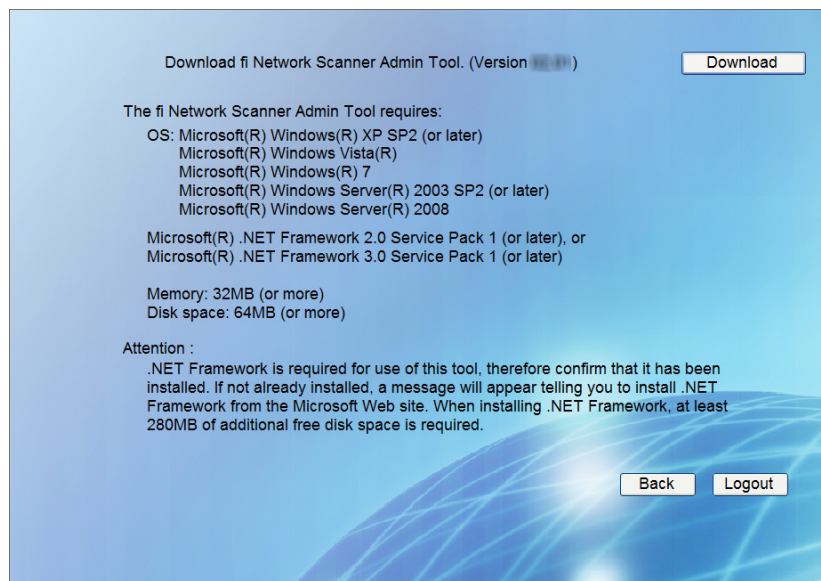 Download fi Network Scanner Admin Tool. (Version )
Download
The fi Network Scanner Admin Tool requires:
OS: Microsoft(R) Windows(R) XP SP2 (or later)
Microsoft(R) Windows Vista(R)
Microsoft(R) Windows(R) 7
Microsoft(R) Windows Server(R) 2003 SP2 (or later)
Microsoft(R) Windows Server(R) 2008
Microsoft(R) .NET Framework 2.0 Service Pack 1 (or later), or
Microsoft(R) .NET Framework 3.0 Service Pack 1 (or later)
Memory: 32MB (or more)
Disk space: 64MB (or more)
Attention :
.NET Framework is required for use of this tool, therefore confirm that it has been
installed. If not already installed, a message will appear telling you to install .NET
Framework from the Microsoft Web site. When installing .NET Framework, at least
280MB of additional free disk space is required.
Back
Logout